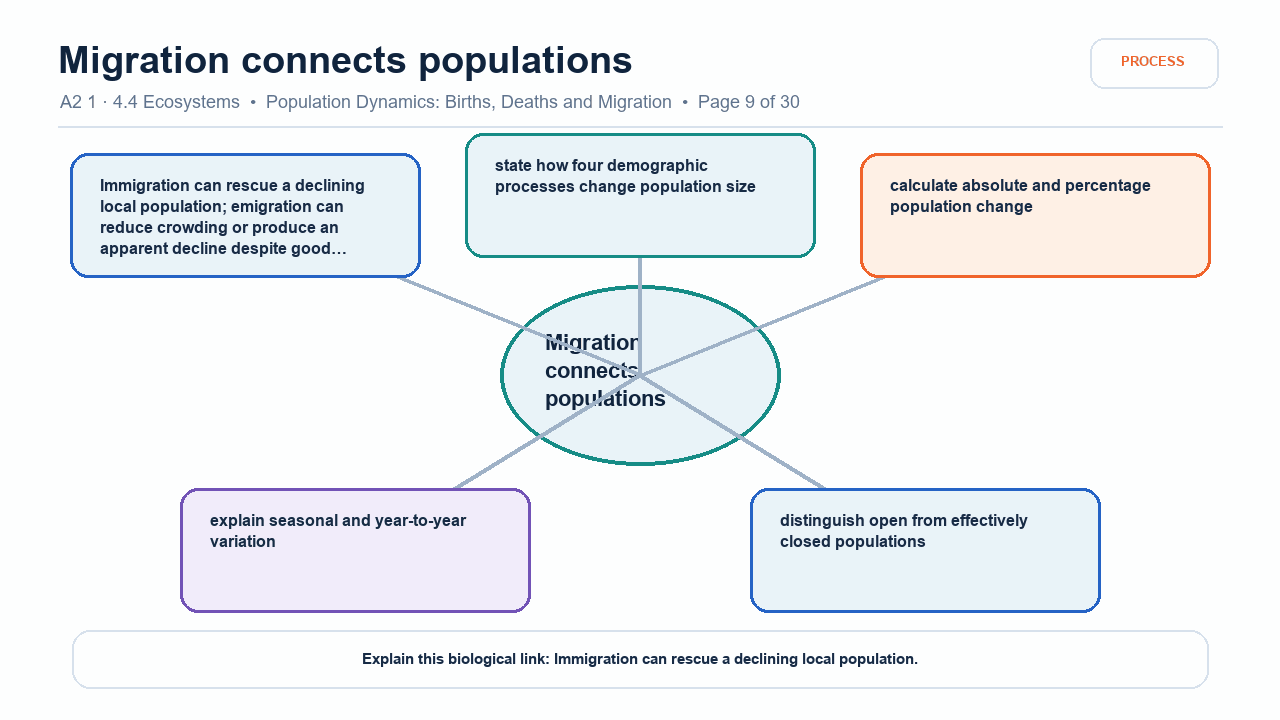 Migration connects populations
PROCESS
A2 1 · 4.4 Ecosystems • Population Dynamics: Births, Deaths and Migration • Page 9 of 30
Immigration can rescue a declining
local population; emigration can
reduce crowding or produce an
apparent decline despite good…
state how four demographic
processes change population size
calculate absolute and percentage
population change
Migration
connects
populations
explain seasonal and year-to-year
variation
distinguish open from effectively
closed populations
Explain this biological link: Immigration can rescue a declining local population.